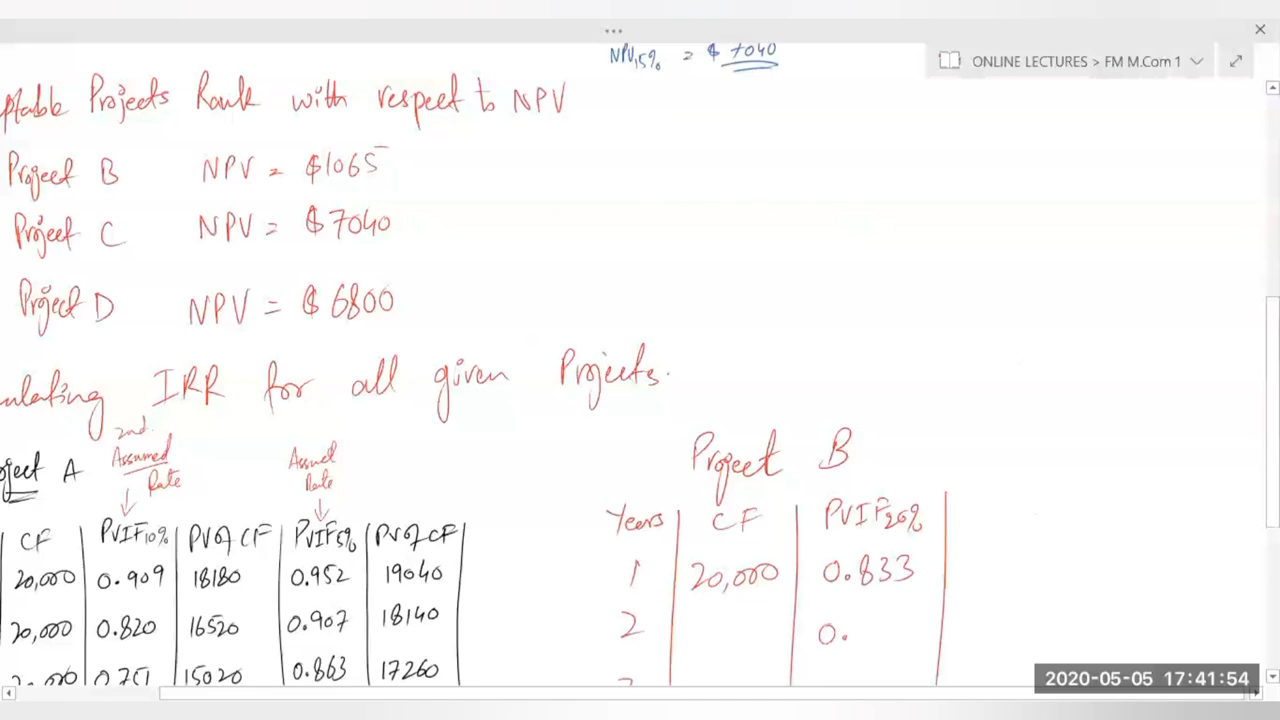 NPV15% = $ 7040
ONLINE LECTURES > FM M.Com 1
ptable Projects Rank with respect to NPV
Project B NPV = $1065
Project C NPV = $7040
Project D NPV = $6800
ulating IRR for all given Projects.
2nd Assumed Rate
Assumed Rate
oject A
Project B
CF PVIF10% PV of CF PVIF5% PV of CF
20,000 0.909 18180 0.952 19040
20,000 0.820 16520 0.907 18140
0.751 15020 0.863 17260
Years CF PVIF20%
1 20,000 0.833
2 0.
2020-05-05 17:41:54